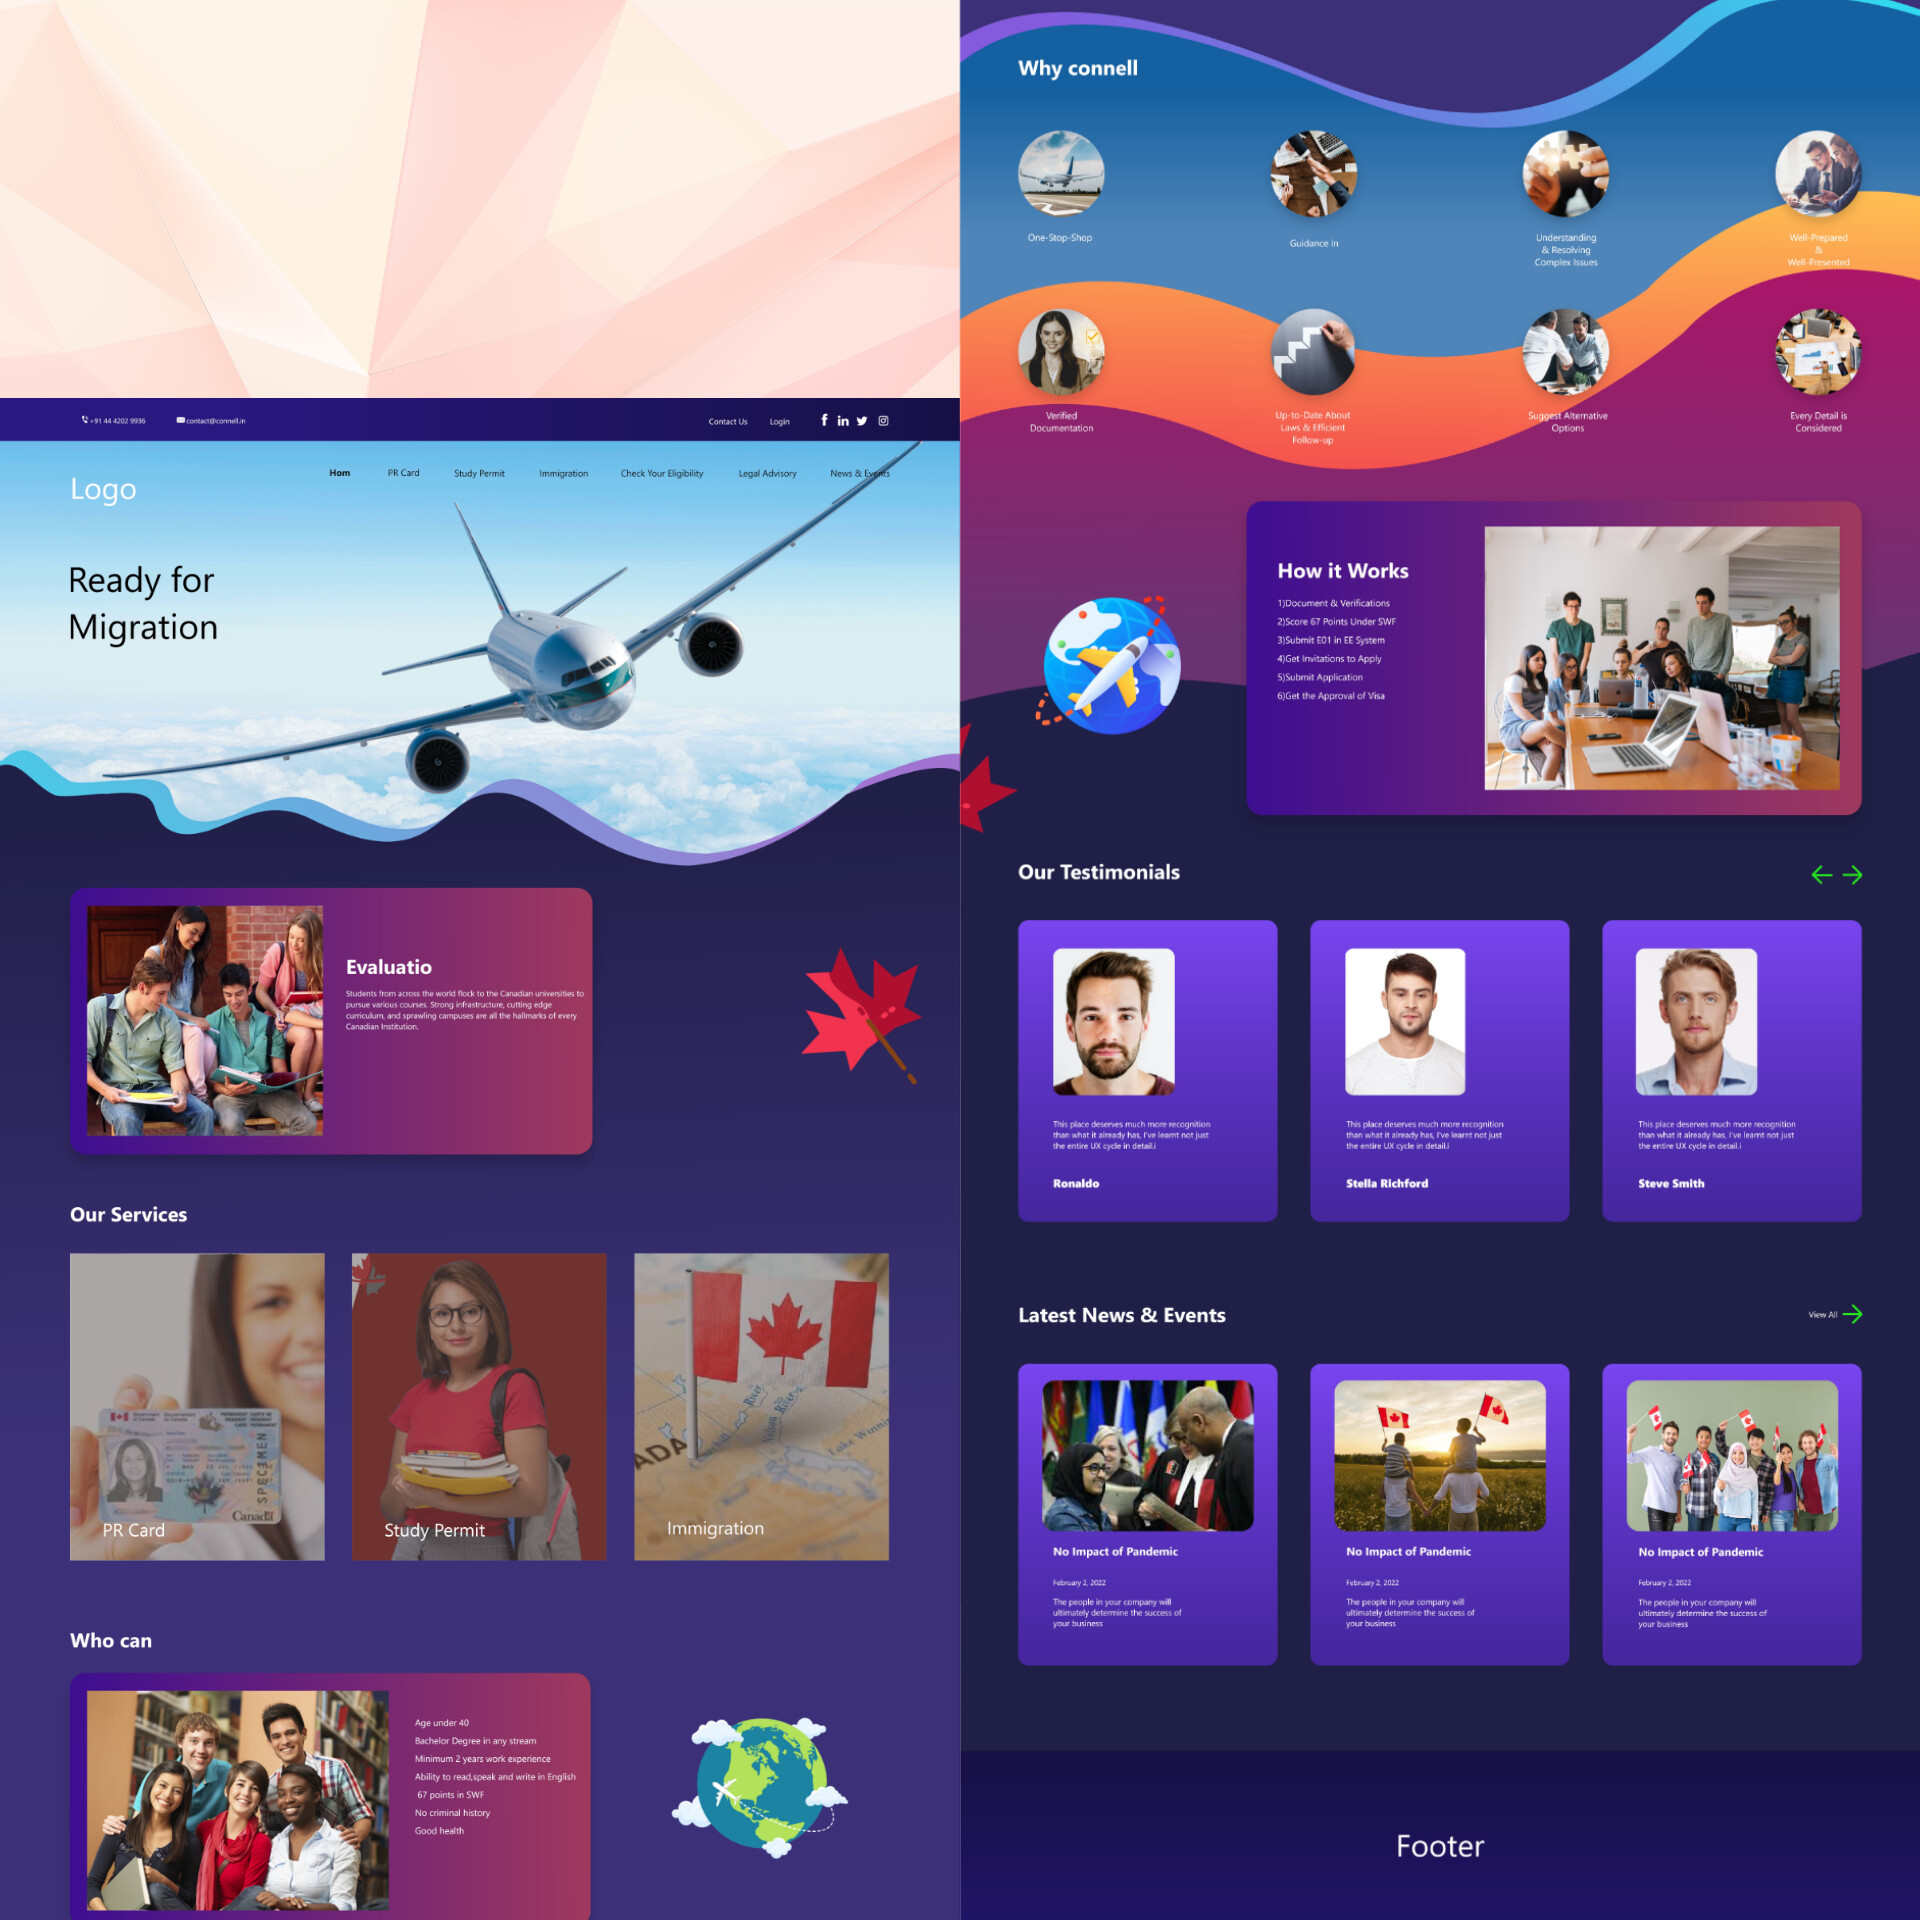 +91 44 4202 9936
contact@connell.in
Contact Us
Login
Logo
Hom
PR Card
Study Permit
Immigration
Check Your Eligibility
Legal Advisory
News & Events
Ready for
Migration
Evaluatio
Students from across the world flock to the Canadian universities to
pursue various courses. Strong infrastructure, cutting edge
curriculum, and sprawling campuses are all the hallmarks of every
Canadian Institution.
Our Services
SPECIMEN
Canada
PR Card
Study Permit
ADA
Lake Winni
Immigration
Who can
Age under 40
Bachelor Degree in any stream
Minimum 2 years work experience
Ability to read,speak and write in English
67 points in SWF
No criminal history
Good health
Why connell
One-Stop-Shop
Guidance in
Understanding
& Resolving
Complex Issues
Well-Prepared
&
Well-Presented
Verified
Documentation
Up-to-Date About
Laws & Efficient
Follow-up
Suggest Alternative
Options
Every Detail is
Considered
How it Works
1)Document & Verifications
2)Score 67 Points Under SWF
3)Submit E01 in EE System
4)Get Invitations to Apply
5)Submit Application
6)Get the Approval of Visa
Our Testimonials
This place deserves much more recognition
than what it already has, I've learnt not just
the entire UX cycle in detail.i
Ronaldo
This place deserves much more recognition
than what it already has, I've learnt not just
the entire UX cycle in detail.i
Stella Richford
This place deserves much more recognition
than what it already has, I've learnt not just
the entire UX cycle in detail.i
Steve Smith
Latest News & Events
View All
No Impact of Pandemic
February 2, 2022
The people in your company will
ultimately determine the success of
your business
No Impact of Pandemic
February 2, 2022
The people in your company will
ultimately determine the success of
your business
No Impact of Pandemic
February 2, 2022
The people in your company will
ultimately determine the success of
your business
Footer